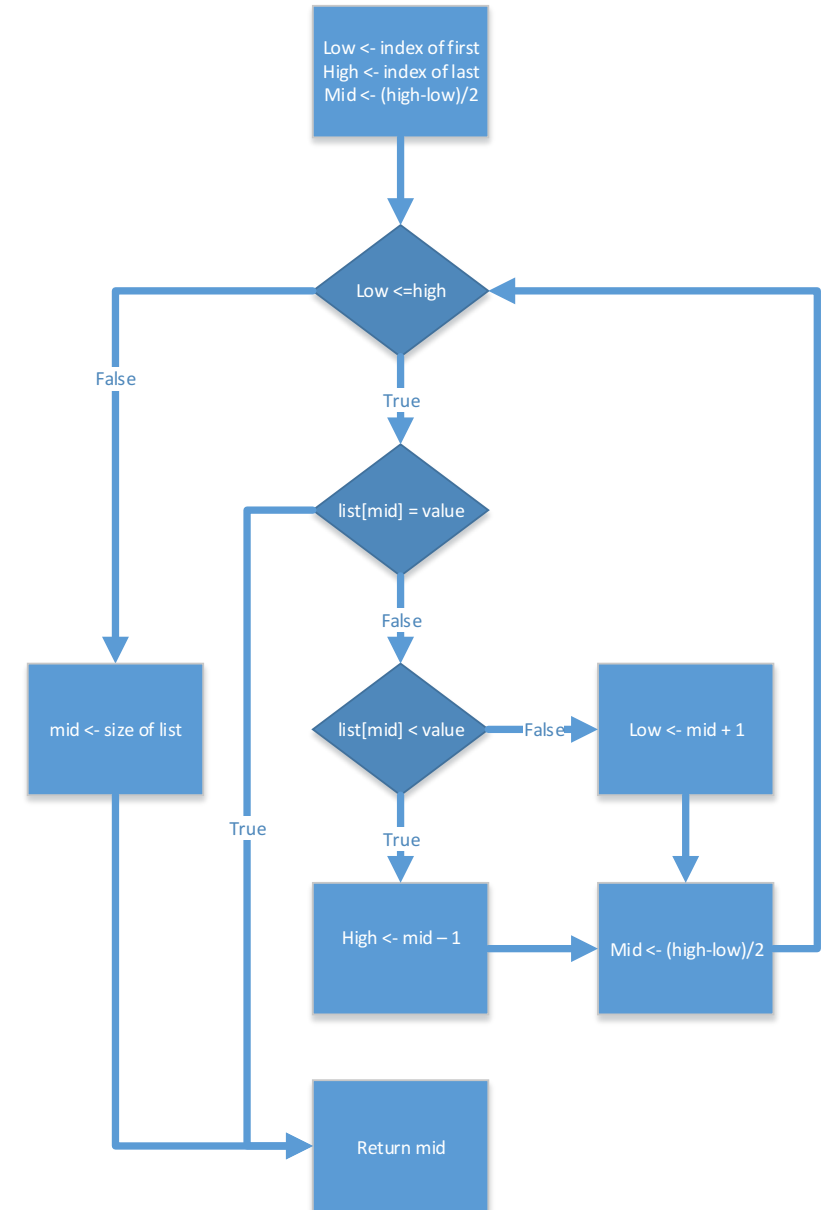 Low <- index of first
High <- index of last
Mid <- (high-low)/2
Low <=high
False
True
list[mid] = value
False
mid <- size of list
list[mid] < value
False
Low <- mid + 1
True
True
High <- mid – 1
Mid <- (high-low)/2
Return mid